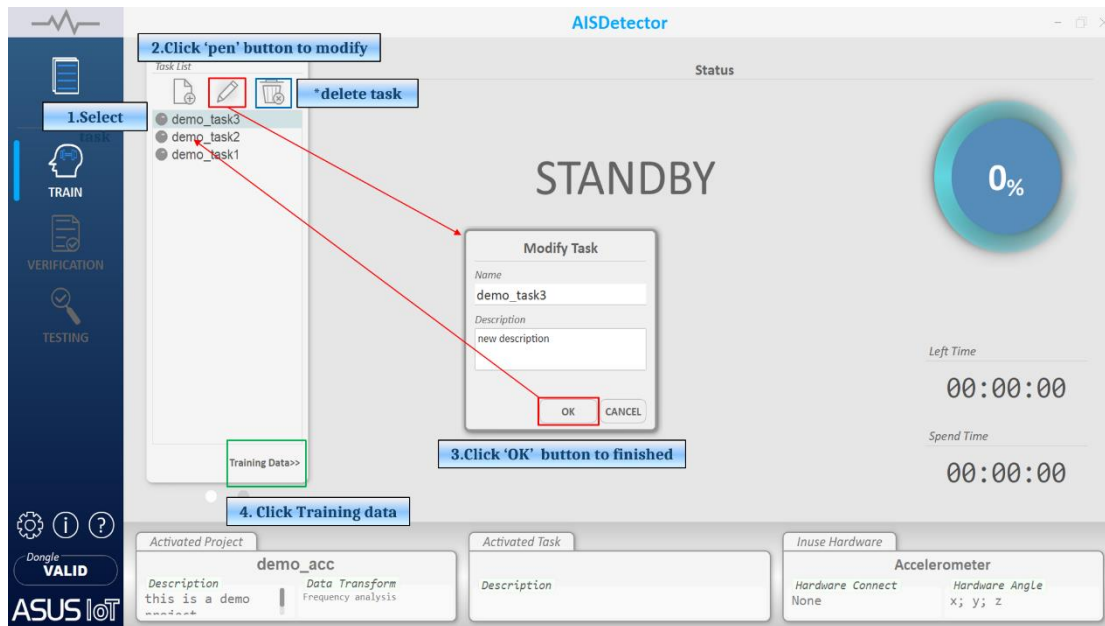 AISDetector
2.Click 'pen' button to modify
Task List
Status
*delete task
1.Select
task
demo_task3
demo_task2
demo_task1
TRAIN
STANDBY
0%
Modify Task
Name
demo_task3
Description
new description
VERIFICATION
TESTING
OK
CANCEL
Left Time
00:00:00
Spend Time
00:00:00
3.Click 'OK' button to finished
Training Data>>
4. Click Training data
Dongle
VALID
ASUS IoT
Activated Project
demo_acc
Description
Data Transform
this is a demo
Frequency analysis
project
Activated Task
Description
Inuse Hardware
Accelerometer
Hardware Connect
Hardware Angle
None
x; y; z